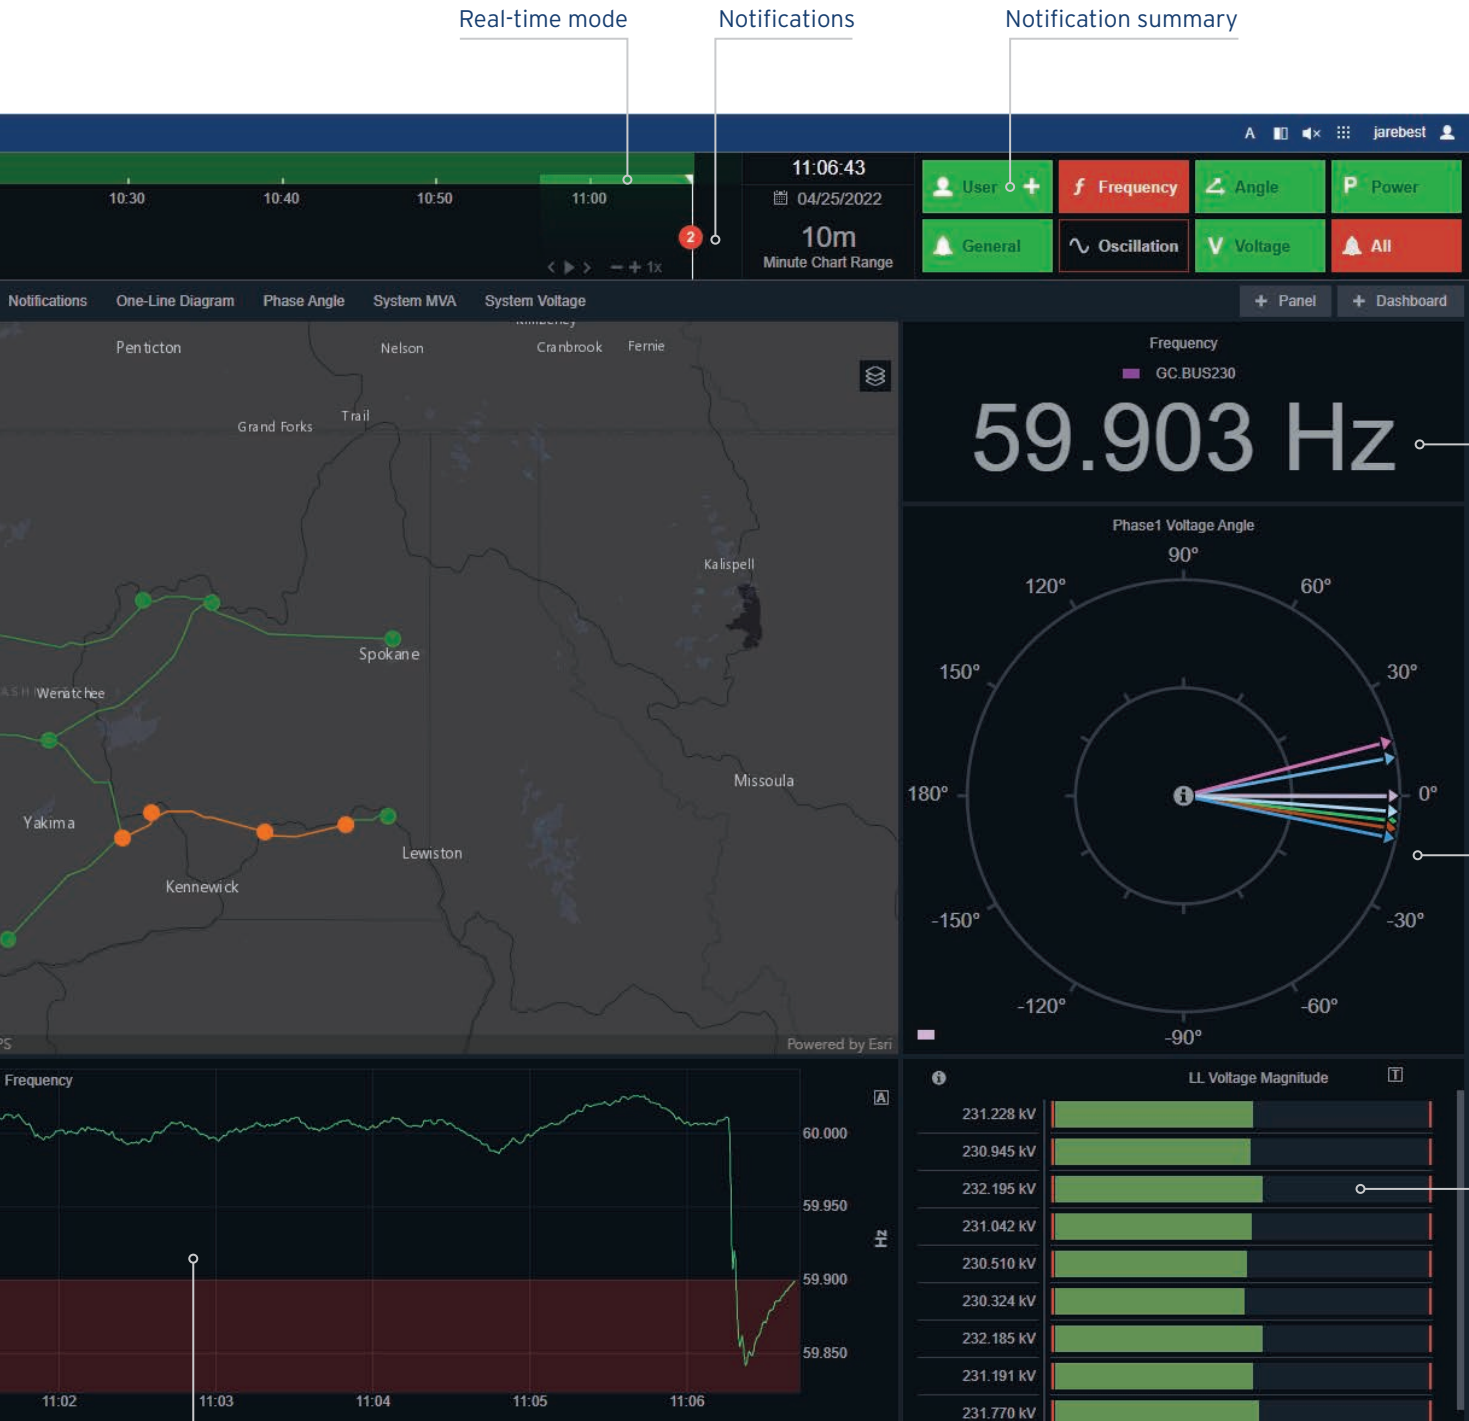 Real-time mode
Notifications
Notification summary
A
jarebest
10:30
10:40
10:50
11:00
2
1x
11:06:43
04/25/2022
10m
Minute Chart Range
User
f Frequency
Angle
P Power
General
Oscillation
V Voltage
All
Notifications
One-Line Diagram
Phase Angle
System MVA
System Voltage
+ Panel
+ Dashboard
Penticton
Nelson
Cranbrook
Fernie
Trail
Grand Forks
Kalispell
Spokane
Wenatchee
Missoula
Yakima
Lewiston
Kennewick
Powered by Esri
Frequency
GC.BUS230
59.903 Hz
Phase1 Voltage Angle
90°
120°
60°
150°
30°
180°
0°
-150°
-30°
-120°
-60°
-90°
Frequency
A
60.000
59.950
Hz
59.900
59.850
11:02
11:03
11:04
11:05
11:06
LL Voltage Magnitude
T
231.228 kV
230.945 kV
232.195 kV
231.042 kV
230.510 kV
230.324 kV
232.185 kV
231.191 kV
231.770 kV